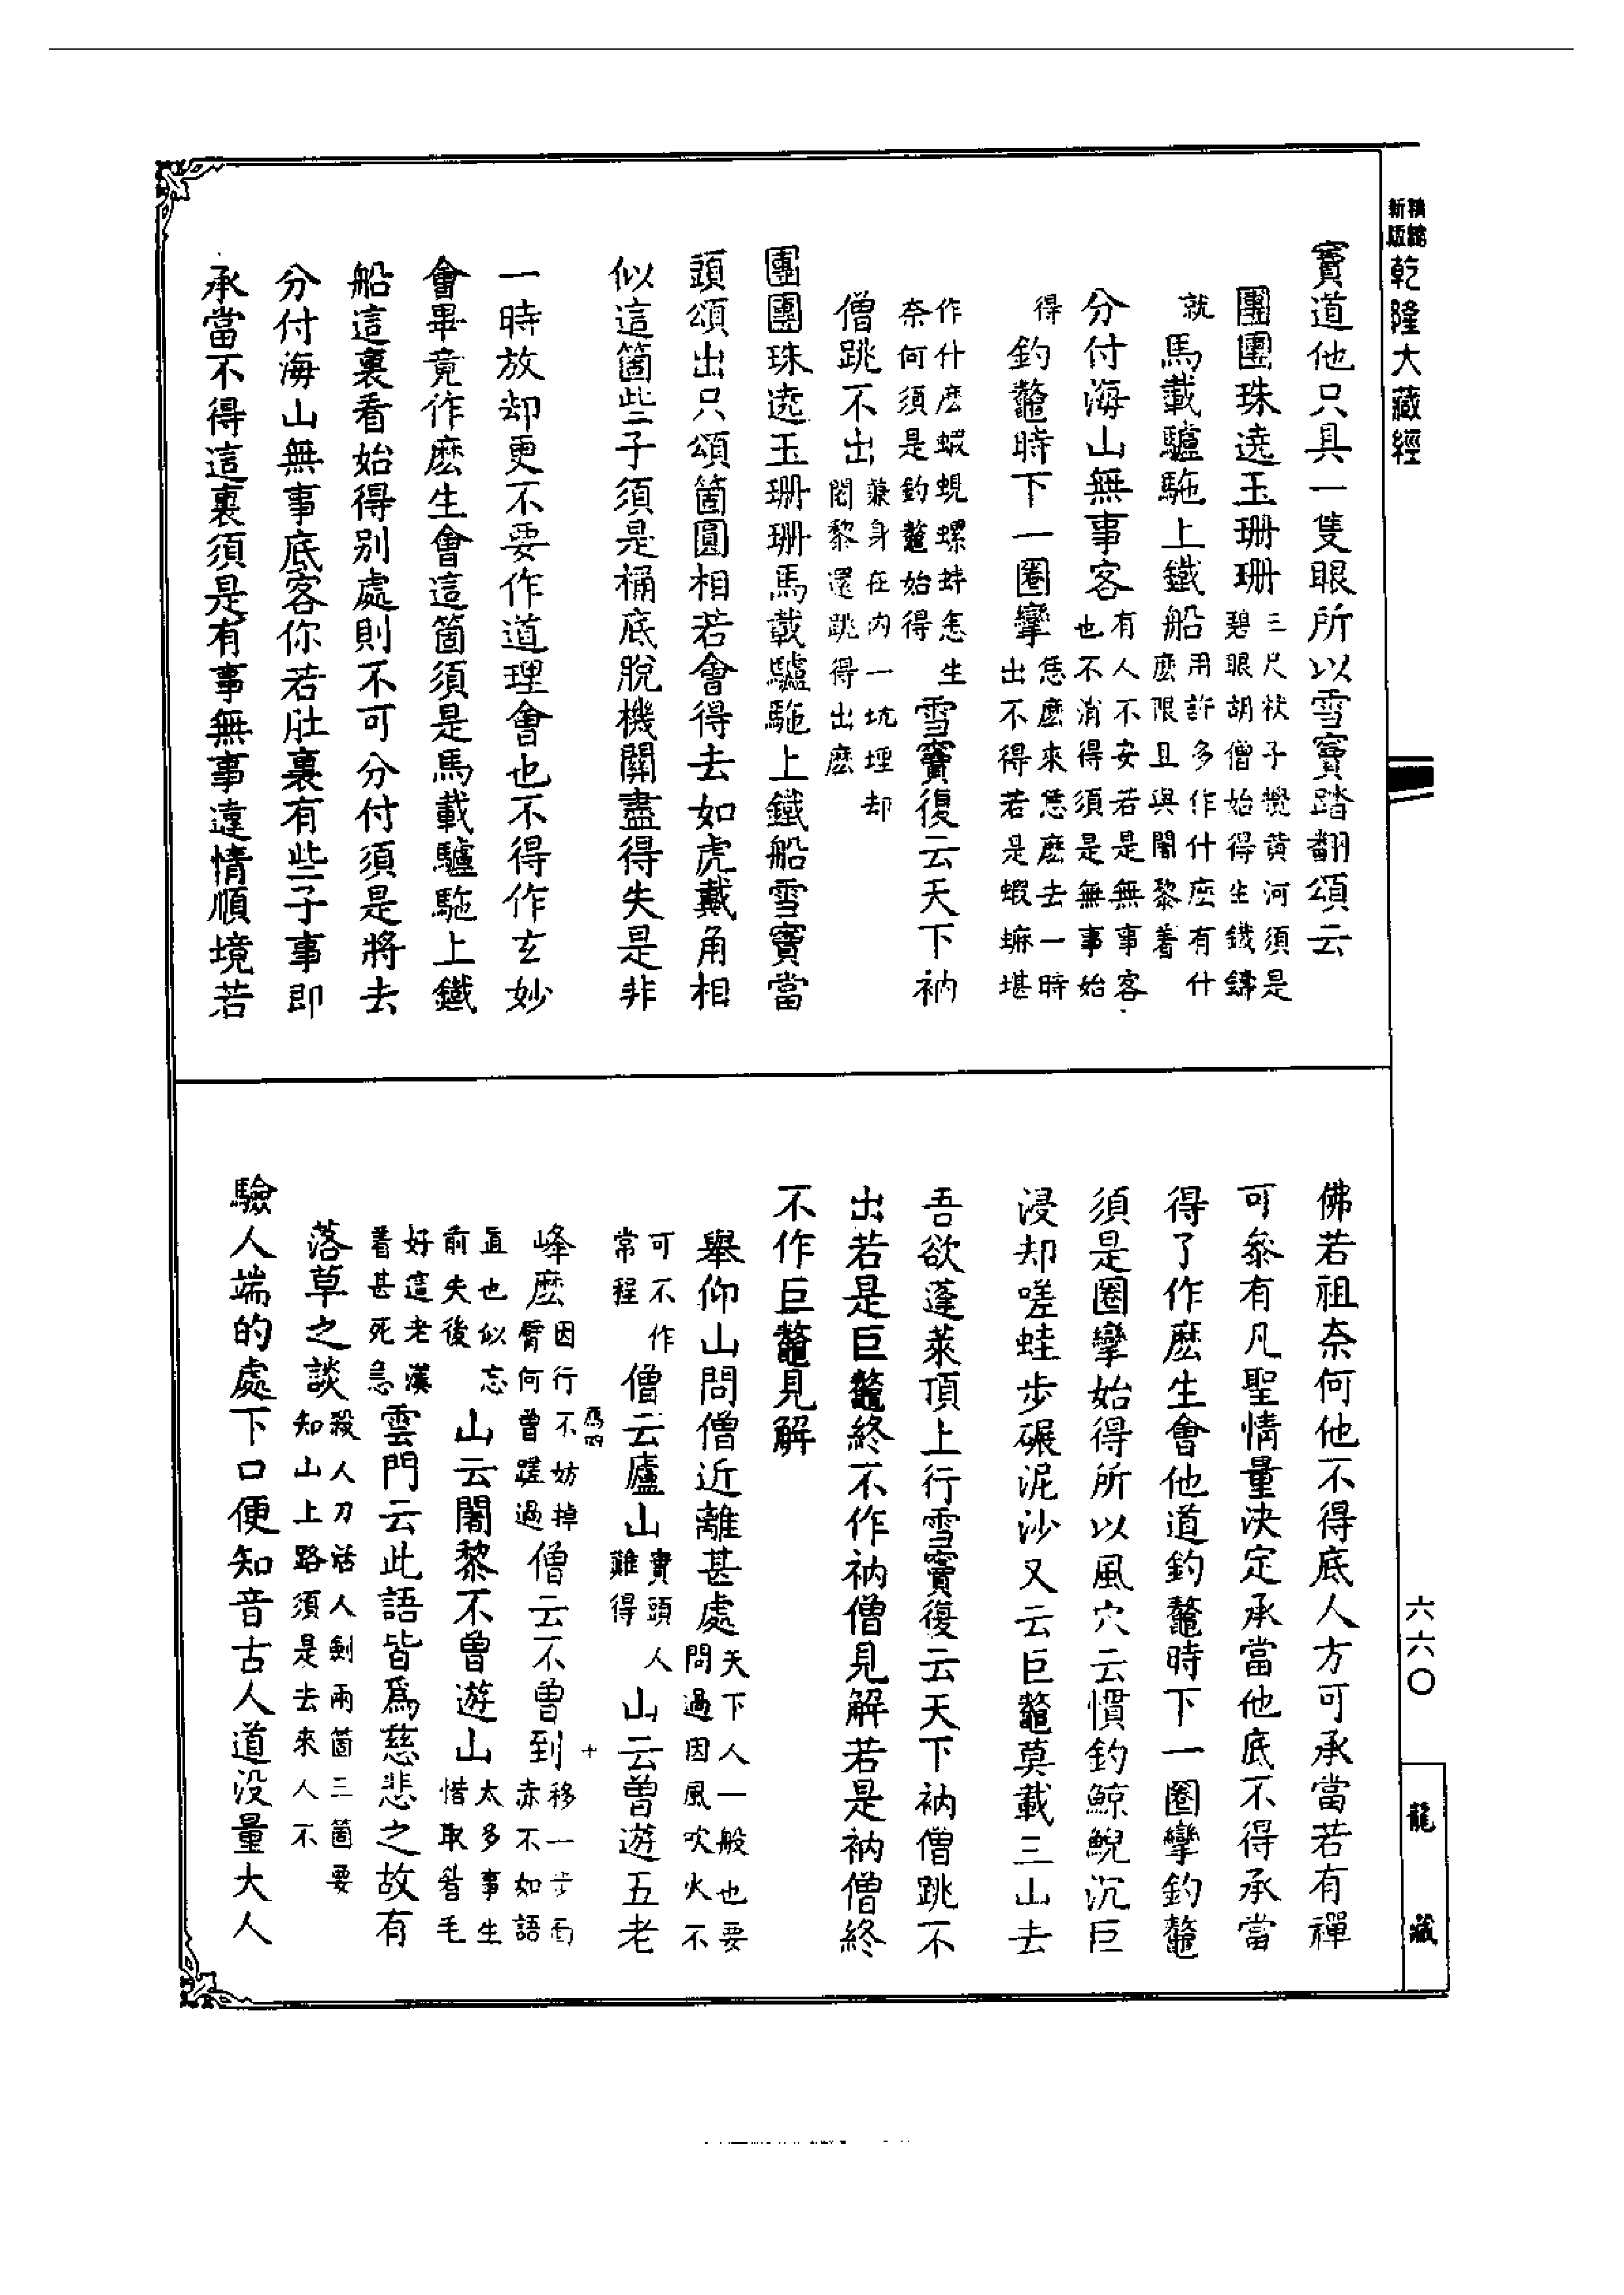 精縮新版乾隆大藏經
竇道他只具一隻眼所以雪竇踏翻頌云
團團珠遶玉珊珊三尺杖子攪黃河須是碧眼胡僧始得生鐵鑄
就馬載驢駞上鐵船用許多作什麽有什麽限且與闍黎看
分付海山無事客有人不安若是無事客也不消得須是無事始
得釣鼇時下一圈攣恁麽來恁麽去一時出不得若是蝦蟆堪
作什麽蝦蜆螺蚌怎生奈何須是釣鼇始得雪竇復云天下衲
僧跳不出兼身在內一坑埋却闍黎還跳得出麽
團團珠遶玉珊珊馬載驢駞上鐵船雪竇當
頭頌出只頌箇圓相若會得去如虎戴角相
似這箇些子須是桶底脫機關盡得失是非
一時放却更不要作道理會也不得作玄妙
會畢竟作麽生會這箇須是馬載驢駞上鐵
船這裏看始得別處則不可分付須是將去
分付海山無事底客你若肚裏有些子事即
承當不得這裏須是有事無事違情順境若
佛若祖奈何他不得底人方可承當若有禪
可叅有凡聖情量決定承當他底不得承當
得了作麽生會他道釣鼇時下一圈攣釣鼇
須是圈攣始得所以風穴云慣釣鯨鯢沉巨
浸却嗟蛙步碾泥沙又云巨鼇莫載三山去
吾欲蓬萊頂上行雪竇復云天下衲僧跳不
出若是巨鼇終不作衲僧見解若是衲僧終
不作巨鼇見解
舉仰山問僧近離甚處天下人一般也要問過因風吹火不
可不作常程僧云廬山實頭人難得山云曾遊五老
峰麽因行不妨掉臂何曾蹉過僧云不曾到移一步面赤不如語
直也似忘前失後山云闍黎不曾遊山太多事生惜取眉毛
好這老漢著甚死急雲門云此語皆爲慈悲之故有
落草之談殺人刀活人劍兩箇三箇要知山上路須是去來人不
驗人端的處下口便知音古人道没量大人
六六〇
龍藏